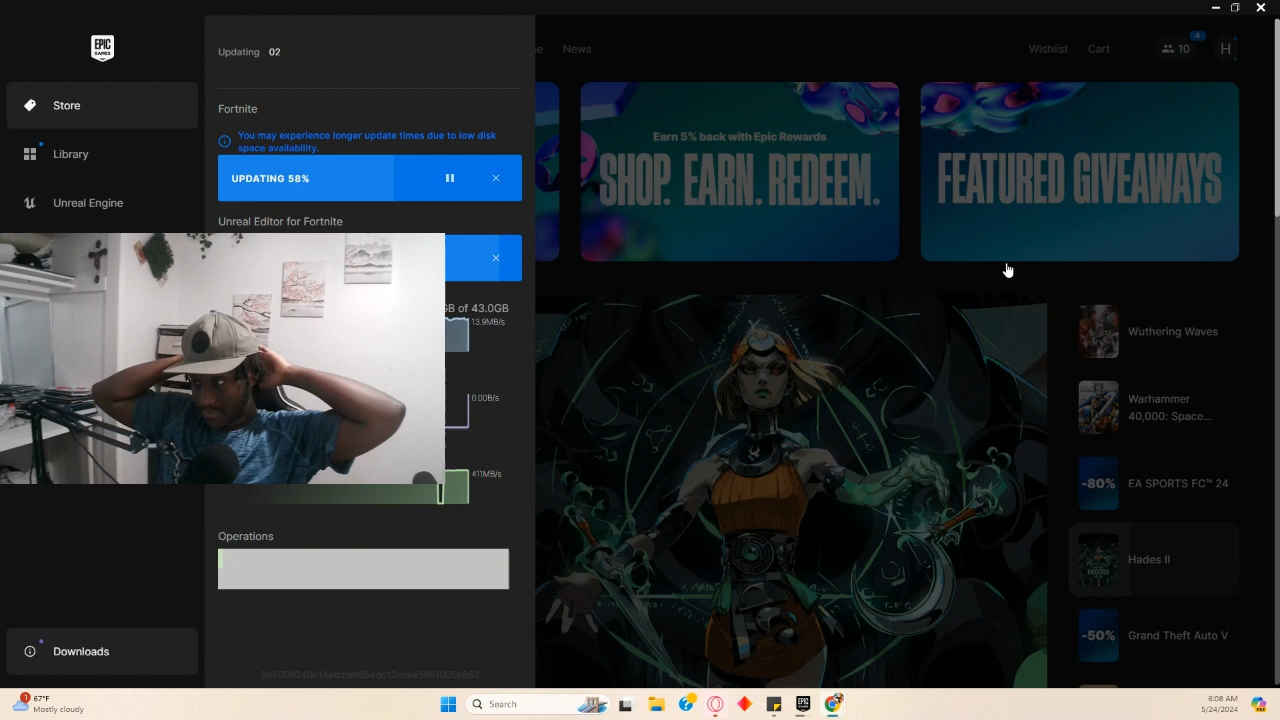 EPIC
GAMES
Store
Library
Unreal Engine
Downloads
Updating 02
Fortnite
You may experience longer update times due to low disk
space availability.
UPDATING 58%
Unreal Editor for Fortnite
GB of 43.0GB
13.9MB/s
0.00B/s
411MB/s
Operations
News
Wishlist
Cart
4
10
H
Earn 5% back with Epic Rewards
SHOP. EARN. REDEEM.
FEATURED GIVEAWAYS
Wuthering Waves
Warhammer
40,000: Space...
-80%
EA SPORTS FC™ 24
Hades II
-50%
Grand Theft Auto V
1
67°F
Mostly cloudy
Search
6:08 AM
5/24/2024